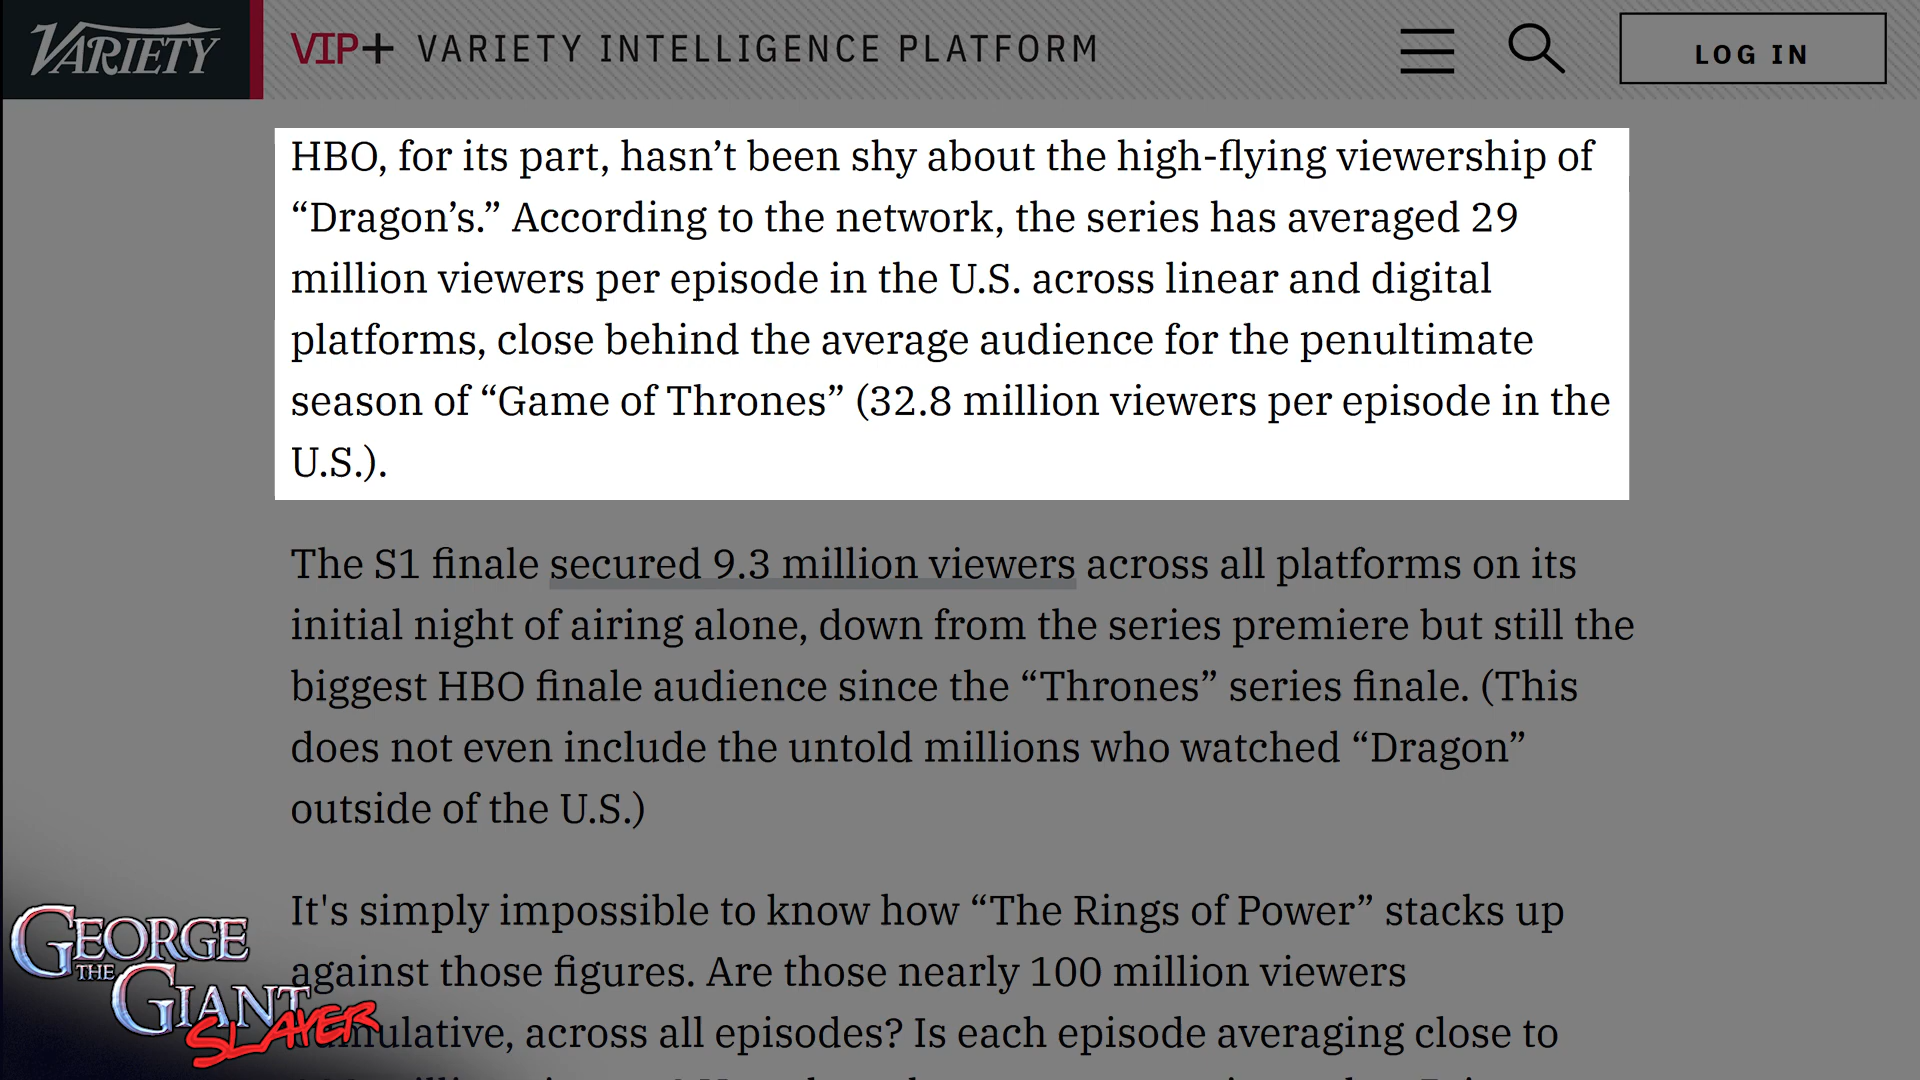 VARIETY
VIP+ VARIETY INTELLIGENCE PLATFORM
LOG IN
HBO, for its part, hasn’t been shy about the high-flying viewership of
“Dragon’s.” According to the network, the series has averaged 29
million viewers per episode in the U.S. across linear and digital
platforms, close behind the average audience for the penultimate
season of “Game of Thrones” (32.8 million viewers per episode in the
U.S.).
The S1 finale secured 9.3 million viewers across all platforms on its
initial night of airing alone, down from the series premiere but still the
biggest HBO finale audience since the “Thrones” series finale. (This
does not even include the untold millions who watched “Dragon”
outside of the U.S.)
It's simply impossible to know how “The Rings of Power” stacks up
against those figures. Are those nearly 100 million viewers
cumulative, across all episodes? Is each episode averaging close to
GEORGE
THE
GIANT
SLAYER